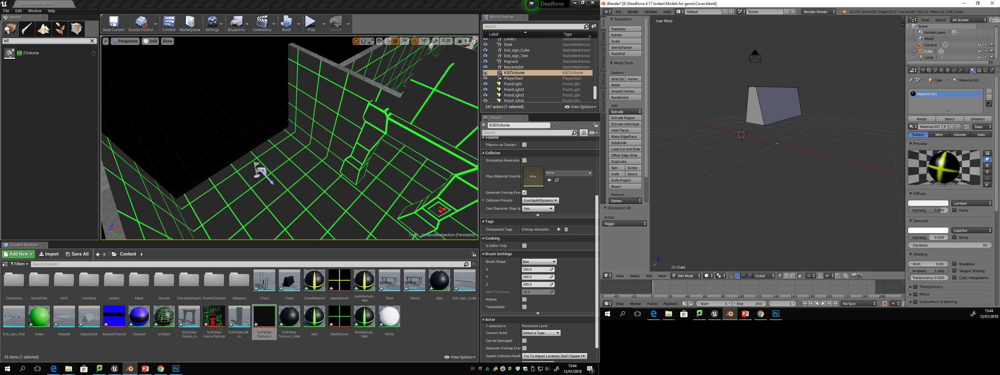 Jordanslevelsection*
Deadforce
File Edit Window Help
Modes
kill
Kill ZVolume
Save Current
Source Control
Content
Marketplace
Settings
Blueprints
Cinematics
Build
Play
Launch
Perspective Unlit Show
10 10° 0.25 4
Level: Jordanslevelsection (Persistent)
World Outliner
Search...
Label Type
Cover3 StaticMeshActor
Desk StaticMeshActor
Exit_sign_Cube StaticMeshActor
Exit_sign_Text StaticMeshActor
Keycard StaticMeshActor
keycardslot StaticMeshActor
KillZVolume KillZVolume
PlayerStart PlayerStart
PointLight PointLight
PointLight2 PointLight
PointLight3 PointLight
PointLight4 PointLight
247 actors (1 selected) View Options
Details
KillZVolume
Search
Volume
Physics on Contact
Collision
Simulation Generates
Phys Material Overrid
None
None
Generate Overlap Ever
Collision Presets OverlapAllDynamic
Can Character Step Up Yes
Tags
Component Tags 0 Array elements
Cooking
Is Editor Only
Brush Settings
Brush Shape Box
X 200.0
Y 200.0
Z 200.0
Wall Thickness 10.0
Hollow
Tessellated
Actor
1 selected in Persistent Level
Convert Actor Select a Type
Can be Damaged
Generate Overlap Ever
Spawn Collision Handl Try To Adjust Location, Don't Spawn I
Content Browser
Add New Import Save All Content
Filters Search Content
Characters GameFiles HUD Interfaces Jordan Maps Sounds StandardAssets StarterContent Weapons Chair Cover CoverMaterial covertexture covertexture_Mat Desk Desk2 door Exit_sign_Cube
Exit_sign_Text Green Keycard keycardslot KeycardTexture Keykard scifidoor SciFiDoorFrame_m SciFiDoorFrameTexture SciFiDoorLeft_m SciFiDoorTexture_t SciFiDoorTexture_t_Mat wall Walltexture Walltexture_Mat White
35 items (1 selected) View Options
15:44
12/01/2018
Blender* [E:\Deadforce 4.17 Jordan\Models for game\Cover.blend]
File Render Window Help Default Scene Blender Render v2.78 | Verts:0/8 | Edges:0/12 | Faces:0/6 | Tris:12 | Mem:24.21M | Cube
Tools
Create
Shading / UVs
Options
Grease Pencil
Transform
Translate
Rotate
Scale
Shrink/Fatten
Push/Pull
Mesh Tools
Deform:
Slide Ed Vertex
Noise
Smooth Vertex
Randomize
Add:
Extrude
Extrude Region
Extrude Individual
Inset Faces
Make Edge/Face
Subdivide
Loop Cut and Slide
Offset Edge Slide
Duplicate
Spin Screw
Knife Select
Knife Project
Bisect
Remove:
Delete
(De)select All
Action
Toggle
User Persp
(1) Cube
View Select Add Mesh Edit Mode Global
-40 -20 0 20 40 60 80 100 120 140 160 180 200 220 240 260
View Marker Frame Playback Start: 1 End: 250 1 No Sync
View Search All Scenes
Scene
RenderLayers
World
Camera
Cube
Lamp
Cube Material.001
Material.001
Assign Select Deselect
Material.001 F Data
Surface Wire Volume Halo
Preview
Diffuse
Lambert
Intensity: 0.800 Ramp
Specular
CookTorr
Intensity: 0.500 Ramp
Hardness: 50
Shading
Emit: 0.00 Shadeless
Ambient: 1.000 Tangent Shading
Translucency: 0.000 Cubic Interpolation
Transparency
Mirror
Subsurface Scattering
15:44
12/01/2018